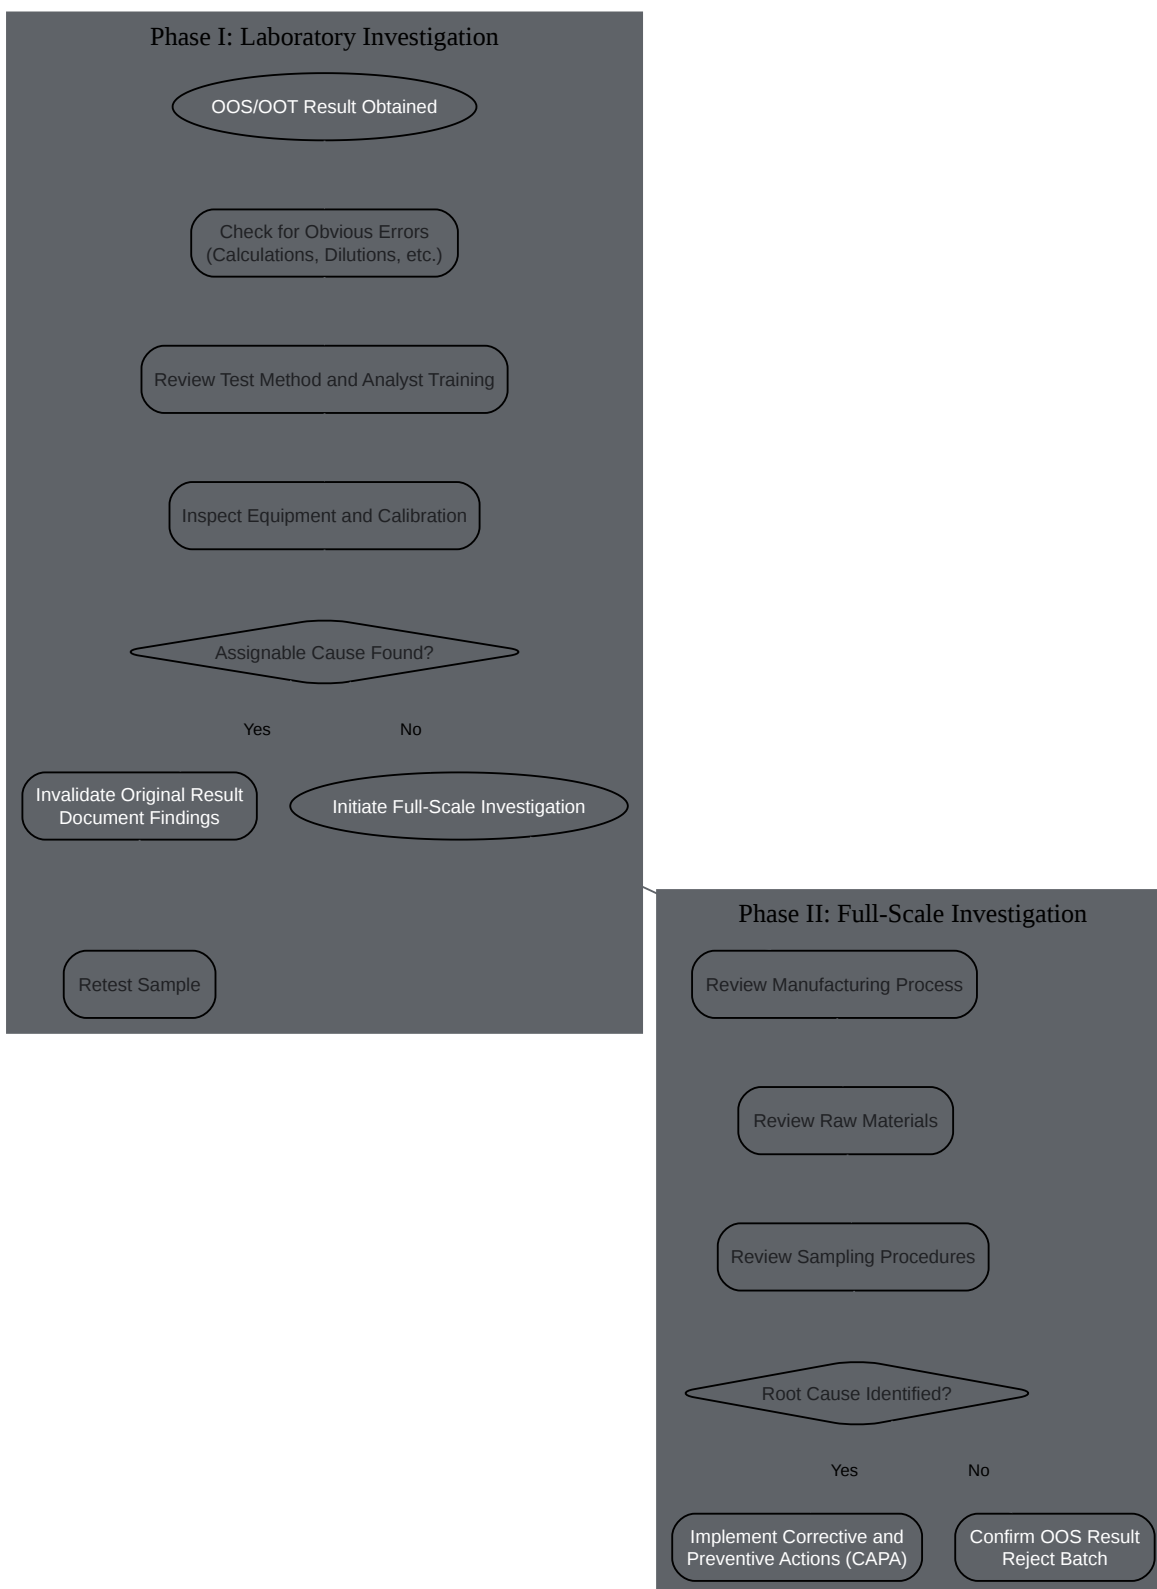 Phase I: Laboratory Investigation
OOS/OOT Result Obtained
Check for Obvious Errors
(Calculations, Dilutions, etc.)
Review Test Method and Analyst Training
Inspect Equipment and Calibration
Assignable Cause Found?
Yes
No
Invalidate Original Result
Document Findings
Initiate Full-Scale Investigation
Retest Sample
Phase II: Full-Scale Investigation
Review Manufacturing Process
Review Raw Materials
Review Sampling Procedures
Root Cause Identified?
Yes
No
Implement Corrective and
Preventive Actions (CAPA)
Confirm OOS Result
Reject Batch